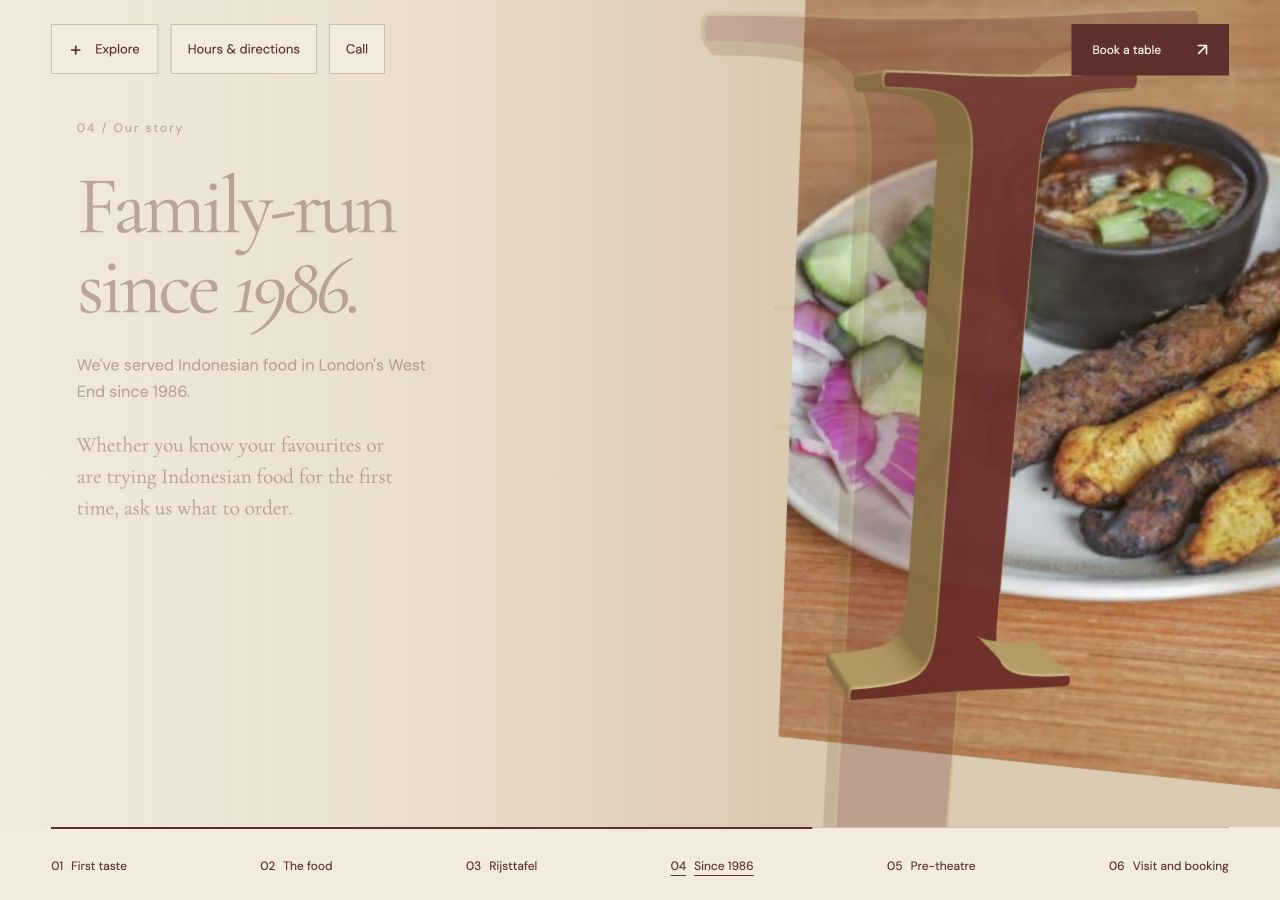 + Explore
Hours & directions
Call
Book a table
04 / Our story
Family-run
since 1986.
We've served Indonesian food in London's West
End since 1986.
Whether you know your favourites or
are trying Indonesian food for the first
time, ask us what to order.
01 First taste
02 The food
03 Rijsttafel
04 Since 1986
05 Pre-theatre
06 Visit and booking